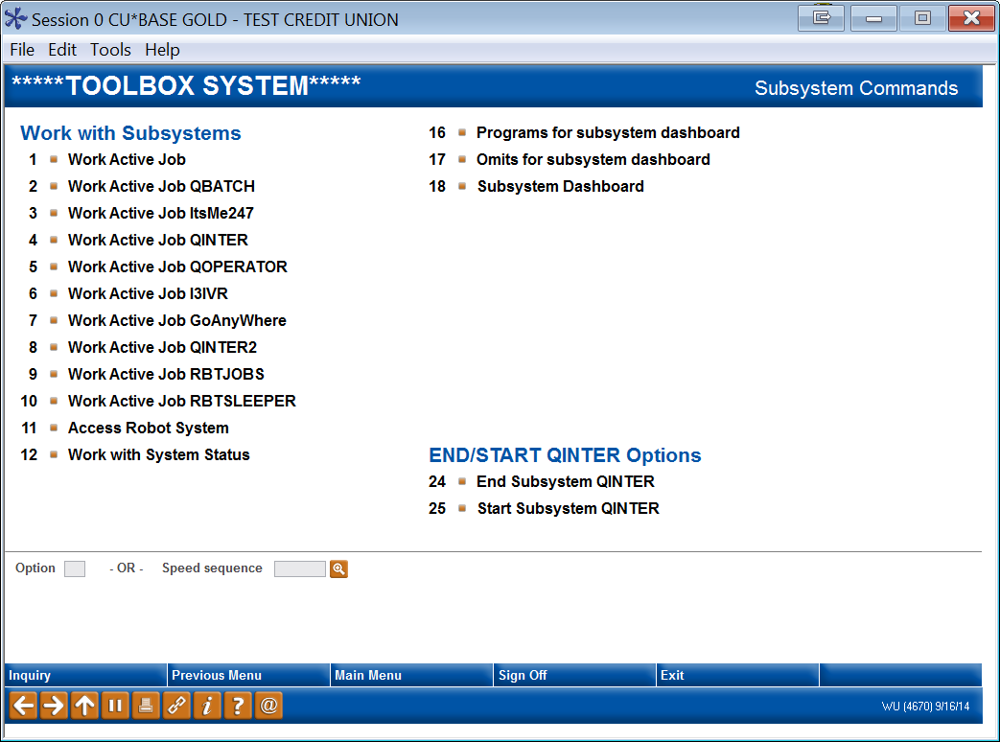 Session 0 CU*BASE GOLD - TEST CREDIT UNION
File Edit Tools Help
*****TOOLBOX SYSTEM*****
Subsystem Commands
Work with Subsystems
1 Work Active Job
2 Work Active Job QBATCH
3 Work Active Job ItsMe247
4 Work Active Job QINTER
5 Work Active Job QOPERATOR
6 Work Active Job I3IVR
7 Work Active Job GoAnyWhere
8 Work Active Job QINTER2
9 Work Active Job RBTJOBS
10 Work Active Job RBTSLEEPER
11 Access Robot System
12 Work with System Status
16 Programs for subsystem dashboard
17 Omits for subsystem dashboard
18 Subsystem Dashboard
END/START QINTER Options
24 End Subsystem QINTER
25 Start Subsystem QINTER
Option - OR - Speed sequence
Inquiry Previous Menu Main Menu Sign Off Exit
i ? @
WU (4670) 9/16/14